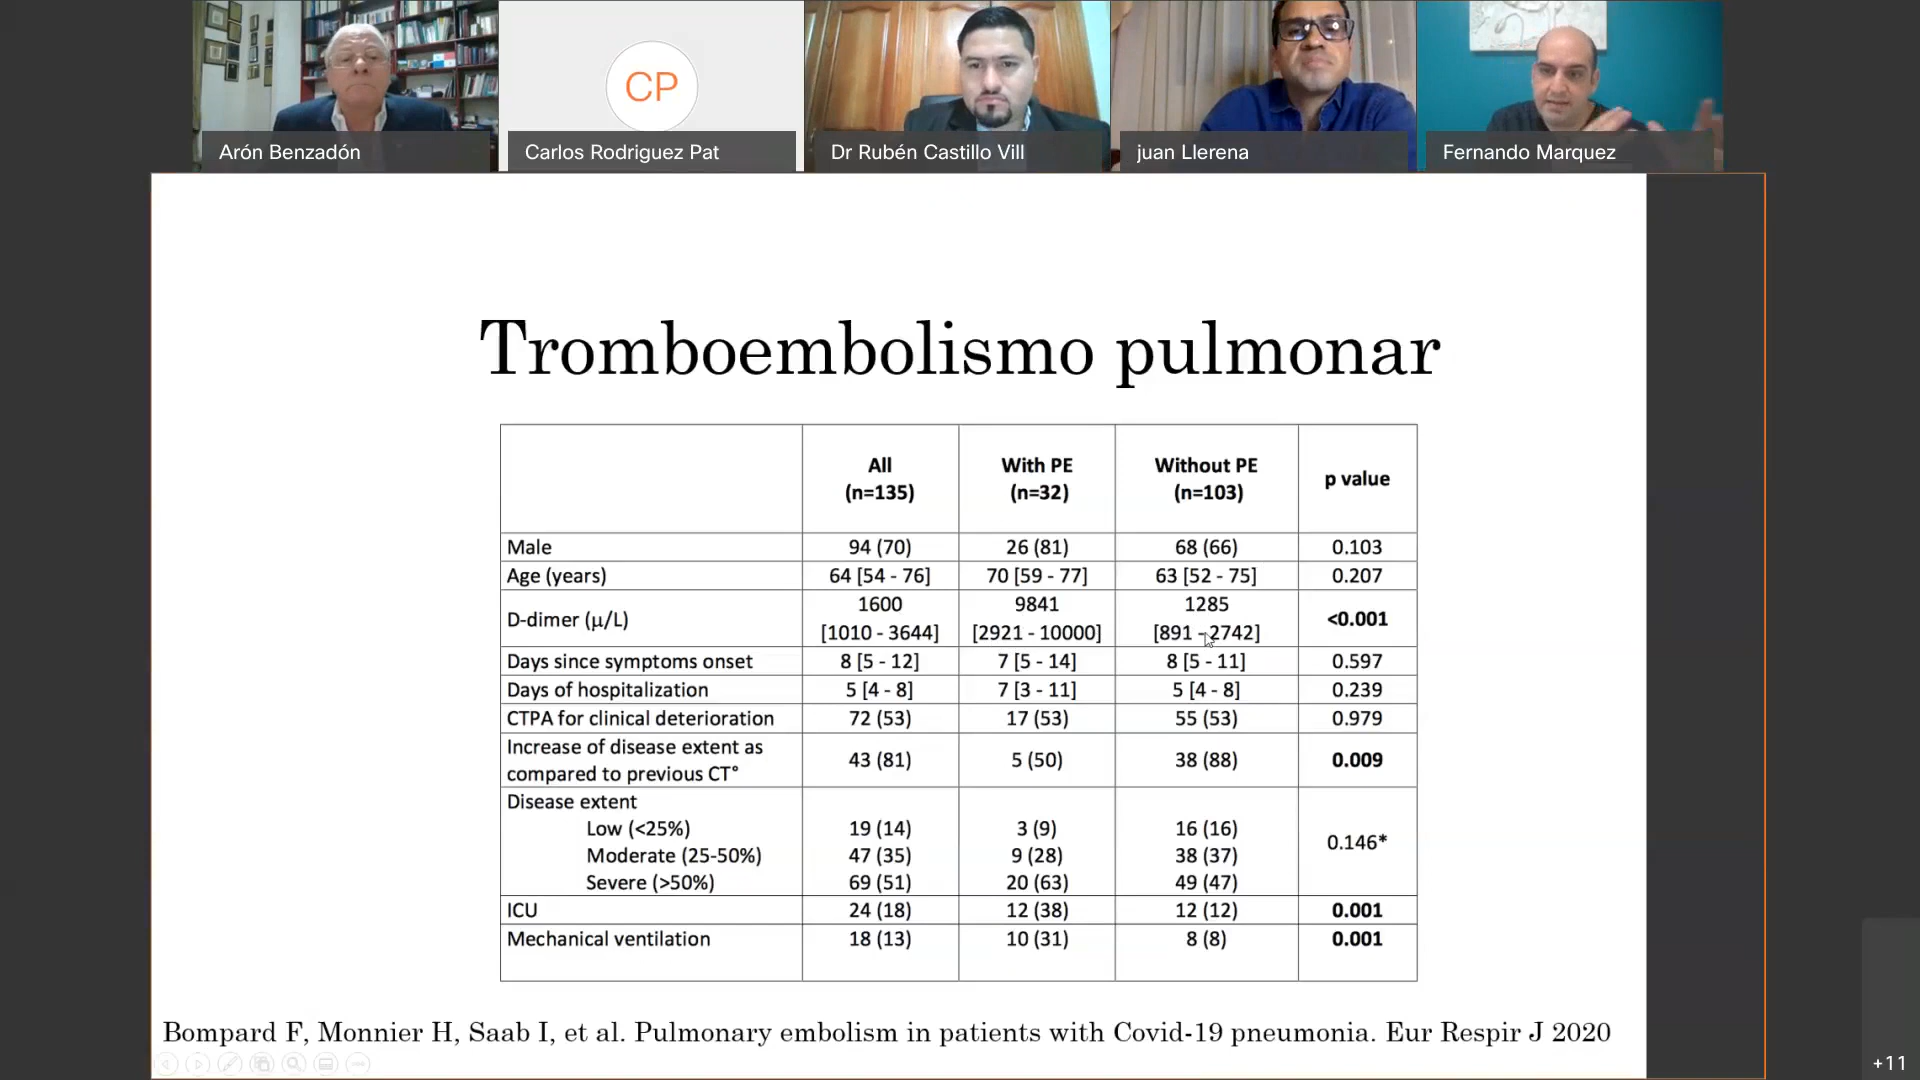 CP
Arón Benzadón
Carlos Rodriguez Pat
Dr Rubén Castillo Vill
juan Llerena
Fernando Marquez
Tromboembolismo pulmonar
All (n=135) With PE (n=32) Without PE (n=103) p value
Male 94 (70) 26 (81) 68 (66) 0.103
Age (years) 64 [54 - 76] 70 [59 - 77] 63 [52 - 75] 0.207
D-dimer (µ/L) 1600 [1010 - 3644] 9841 [2921 - 10000] 1285 [891 - 2742] <0.001
Days since symptoms onset 8 [5 - 12] 7 [5 - 14] 8 [5 - 11] 0.597
Days of hospitalization 5 [4 - 8] 7 [3 - 11] 5 [4 - 8] 0.239
CTPA for clinical deterioration 72 (53) 17 (53) 55 (53) 0.979
Increase of disease extent as
compared to previous CT° 43 (81) 5 (50) 38 (88) 0.009
Disease extent
Low (<25%) 19 (14) 3 (9) 16 (16)
Moderate (25-50%) 47 (35) 9 (28) 38 (37) 0.146*
Severe (>50%) 69 (51) 20 (63) 49 (47)
ICU 24 (18) 12 (38) 12 (12) 0.001
Mechanical ventilation 18 (13) 10 (31) 8 (8) 0.001
Bompard F, Monnier H, Saab I, et al. Pulmonary embolism in patients with Covid-19 pneumonia. Eur Respir J 2020
+11